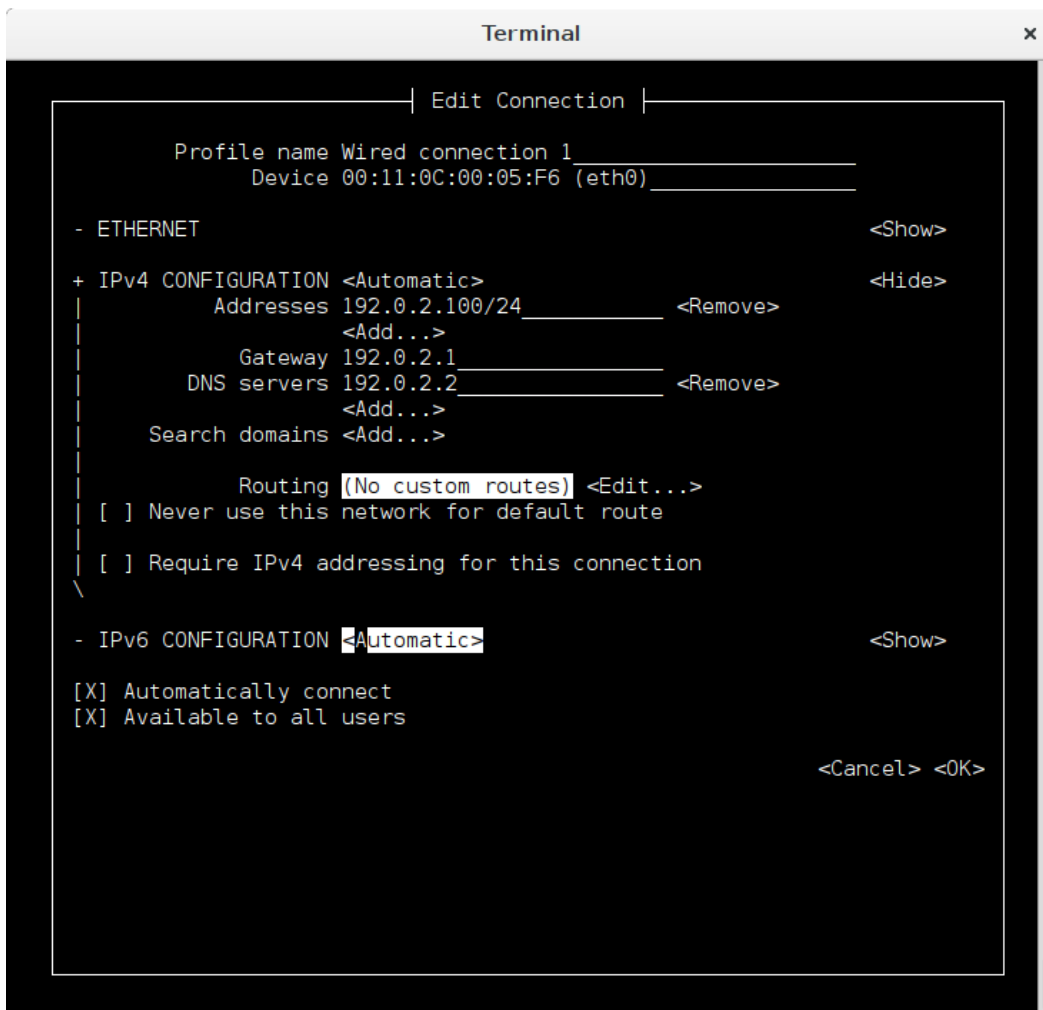 Terminal ×
Edit Connection
Profile name Wired connection 1
Device 00:11:0C:00:05:F6 (eth0)
- ETHERNET <Show>
+ IPv4 CONFIGURATION <Automatic> <Hide>
| Addresses 192.0.2.100/24 <Remove>
| <Add...>
| Gateway 192.0.2.1
| DNS servers 192.0.2.2 <Remove>
| <Add...>
| Search domains <Add...>
|
| Routing (No custom routes) <Edit...>
| [ ] Never use this network for default route
|
| [ ] Require IPv4 addressing for this connection
\
- IPv6 CONFIGURATION <Automatic> <Show>
[X] Automatically connect
[X] Available to all users
<Cancel> <OK>